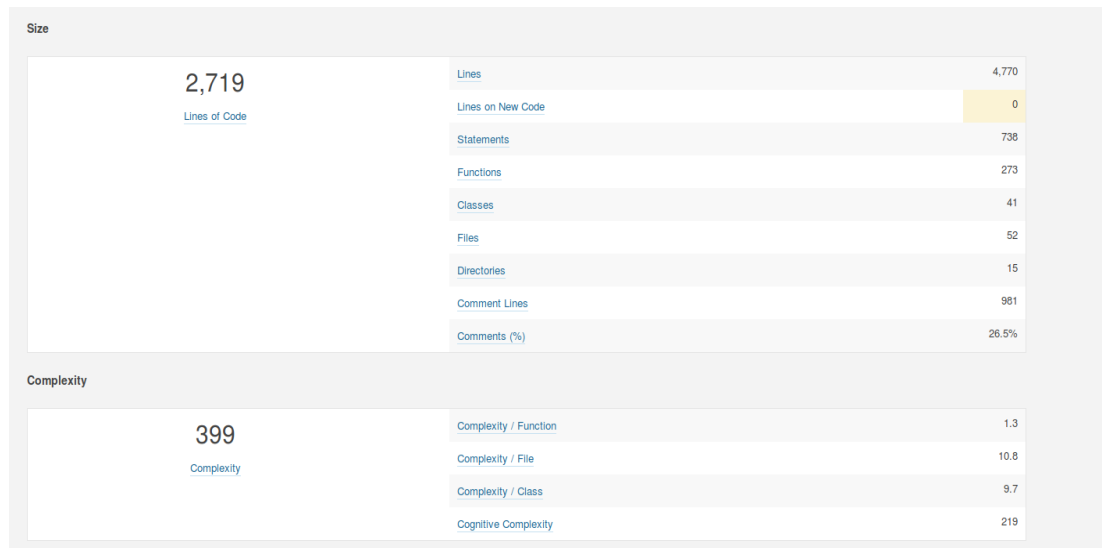 Size
2,719
Lines of Code
Lines 4,770
Lines on New Code 0
Statements 738
Functions 273
Classes 41
Files 52
Directories 15
Comment Lines 981
Comments (%) 26.5%
Complexity
399
Complexity
Complexity / Function 1.3
Complexity / File 10.8
Complexity / Class 9.7
Cognitive Complexity 219